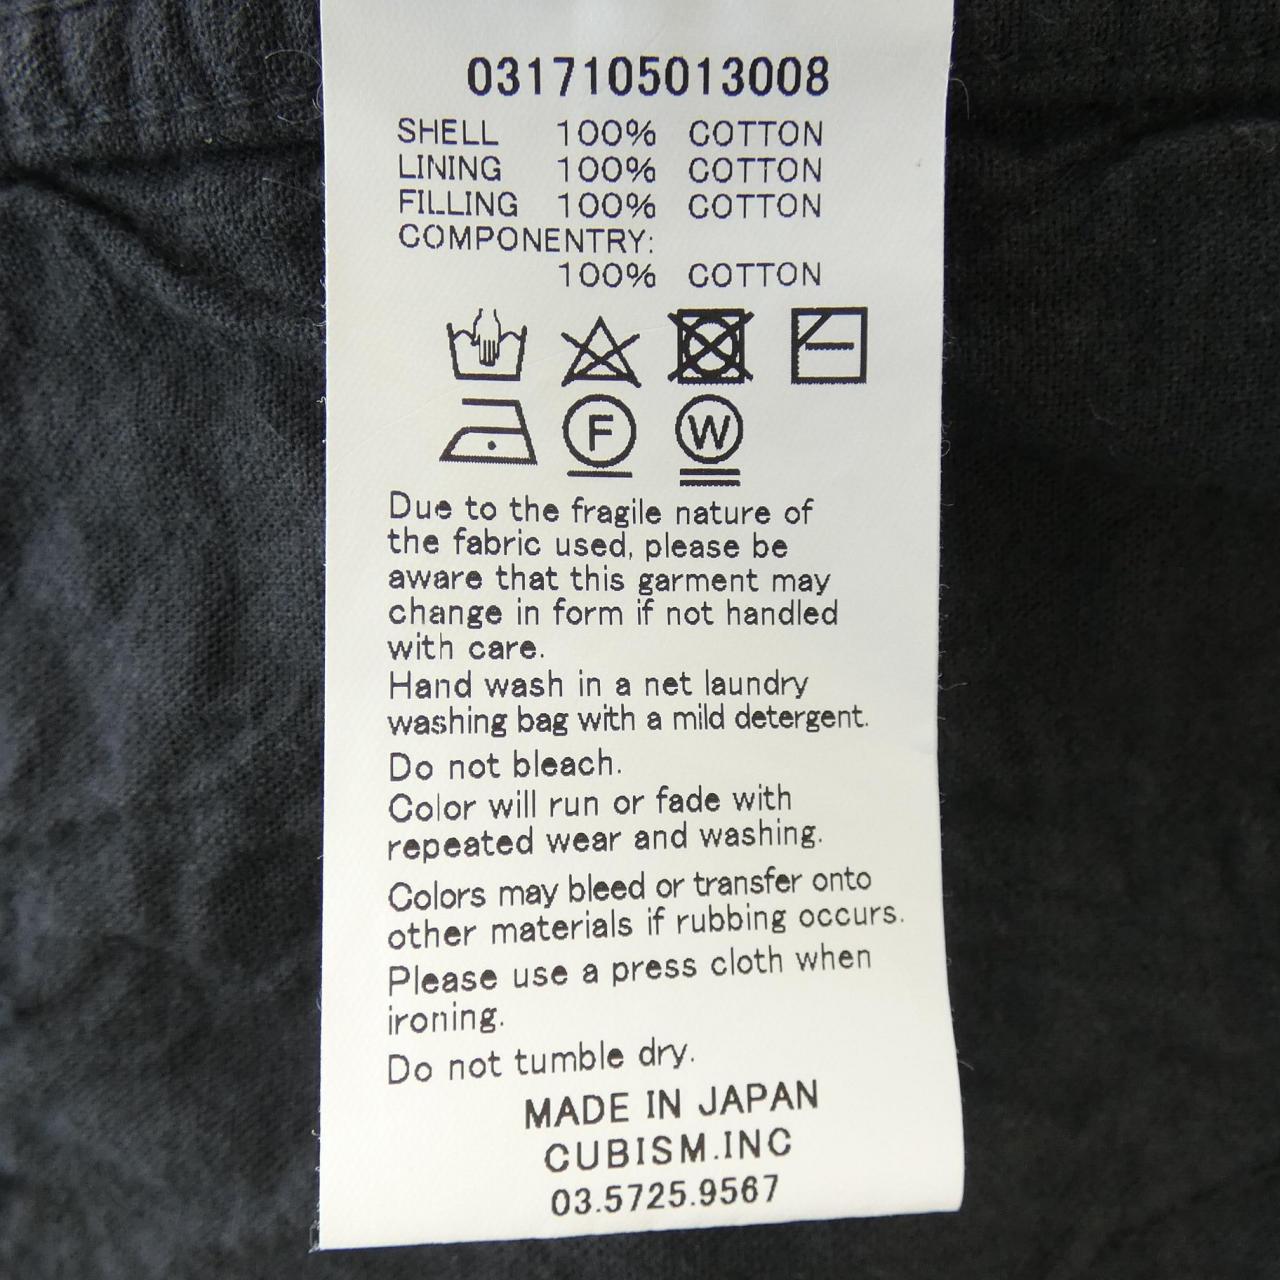 0317105013008
SHELL 100% COTTON
LINING 100% COTTON
FILLING 100% COTTON
COMPONENTRY:
100% COTTON
F W
Due to the fragile nature of
the fabric used, please be
aware that this garment may
change in form if not handled
with care.
Hand wash in a net laundry
washing bag with a mild detergent.
Do not bleach.
Color will run or fade with
repeated wear and washing.
Colors may bleed or transfer onto
other materials if rubbing occurs.
Please use a press cloth when
ironing.
Do not tumble dry.
MADE IN JAPAN
CUBISM.INC
03.5725.9567